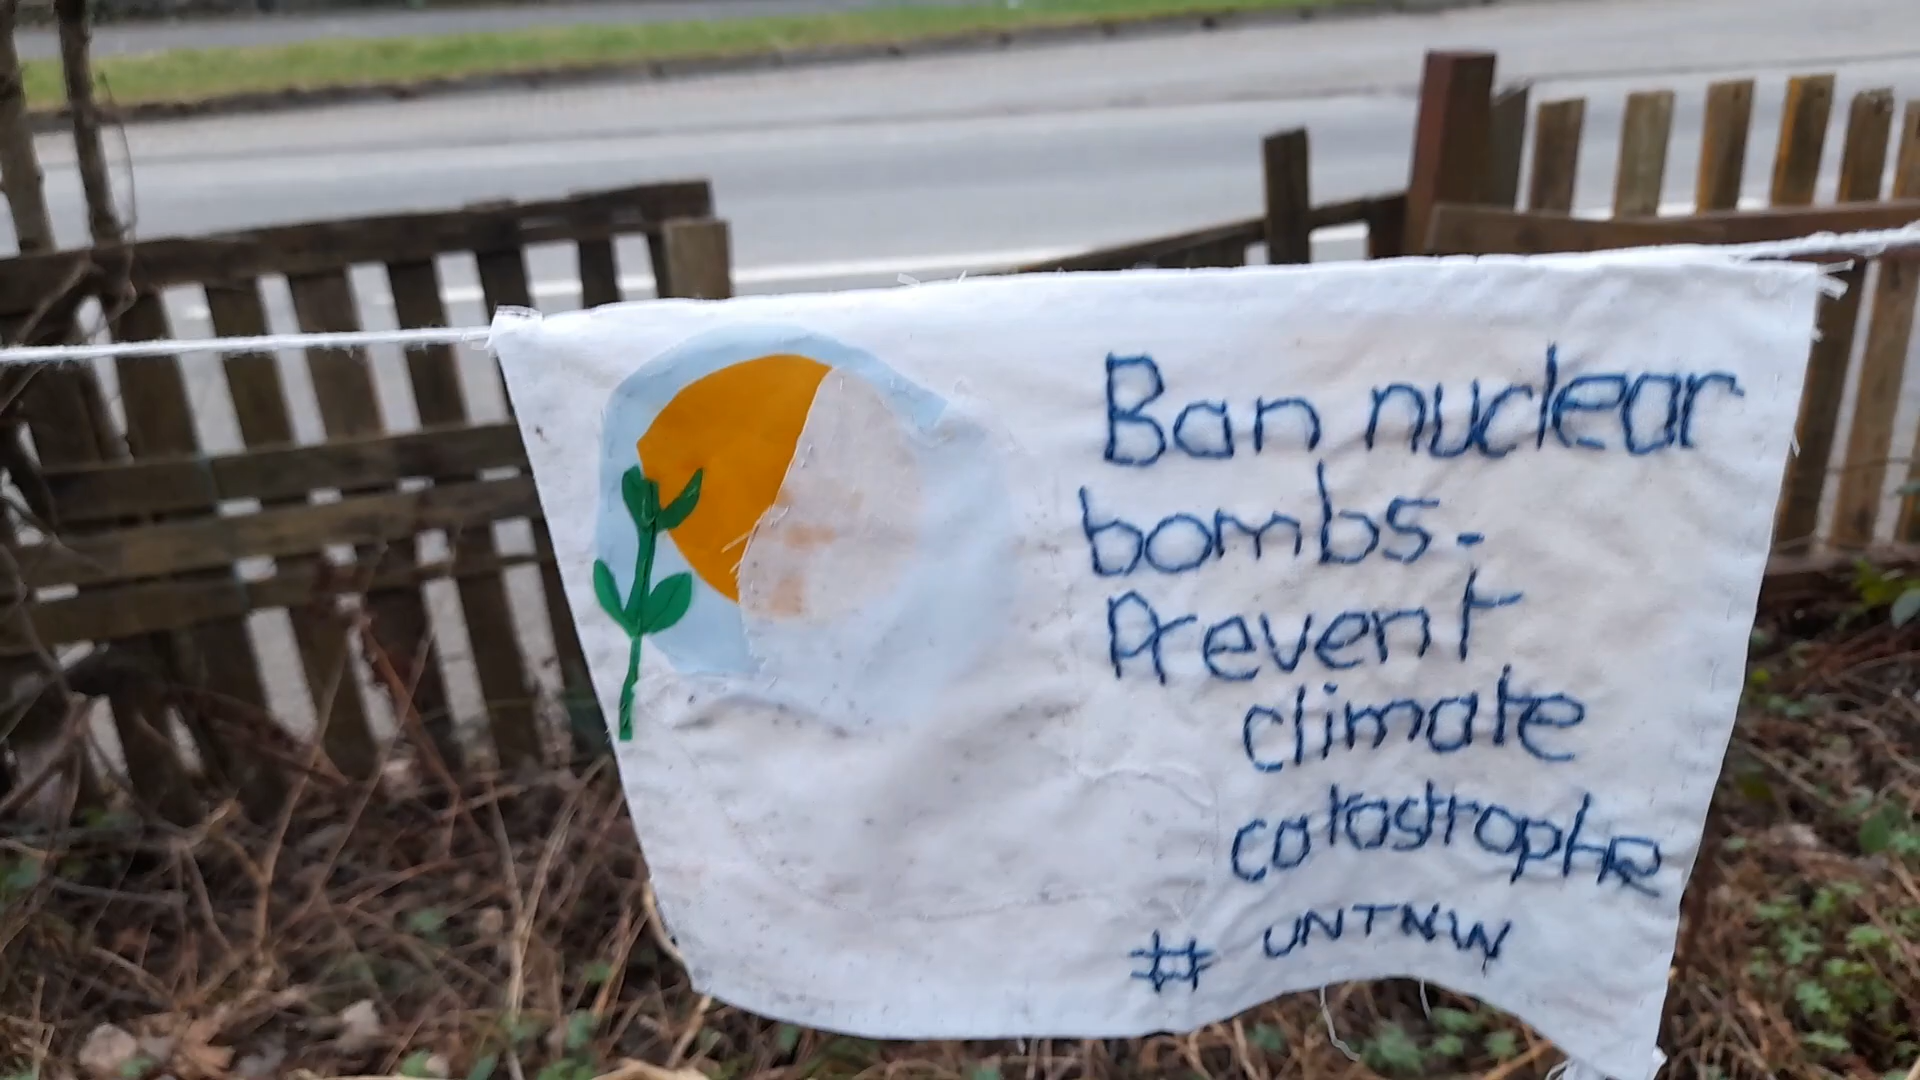 Ban nuclear
bombs-
Prevent
climate
catastrophe
# UNTNW